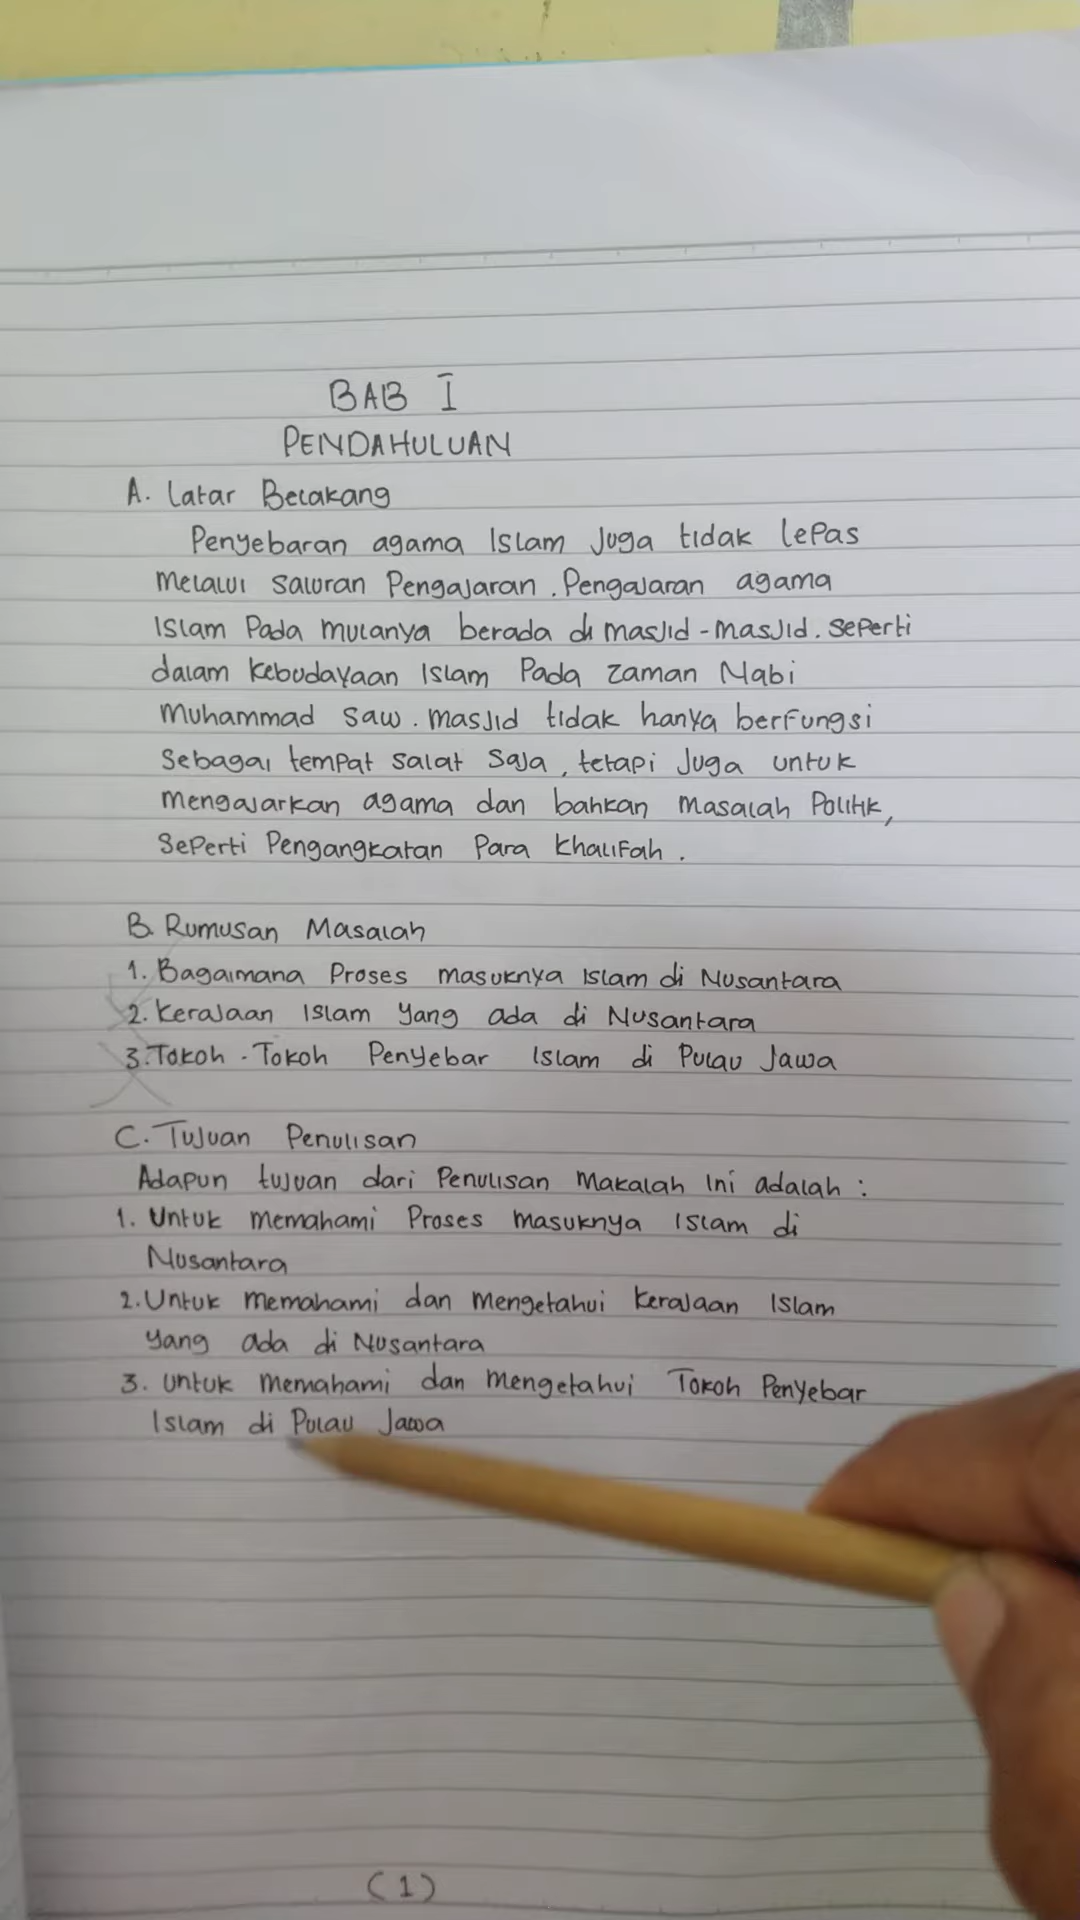 BAB I
PENDAHULUAN
A. Latar Belakang
Penyebaran agama Islam Juga tidak lepas
melalui saluran Pengajaran. Pengajaran agama
Islam Pada mulanya berada di masjid-masjid. seperti
dalam kebudayaan Islam Pada zaman Nabi
Muhammad saw. masjid tidak hanya berfungsi
sebagai tempat salat saja, tetapi Juga untuk
mengajarkan agama dan bahkan masalah Politik,
seperti Pengangkatan Para khalifah.
B. Rumusan Masalah
1. Bagaimana Proses masuknya Islam di Nusantara
2. Kerajaan Islam yang ada di Nusantara
3. Tokoh-Tokoh Penyebar Islam di Pulau Jawa
C. Tujuan Penulisan
Adapun tujuan dari Penulisan Makalah ini adalah :
1. Untuk memahami Proses masuknya Islam di
Nusantara
2. Untuk memahami dan mengetahui kerajaan Islam
yang ada di Nusantara
3. untuk memahami dan mengetahui Tokoh Penyebar
Islam di Pulau Jawa
(1)